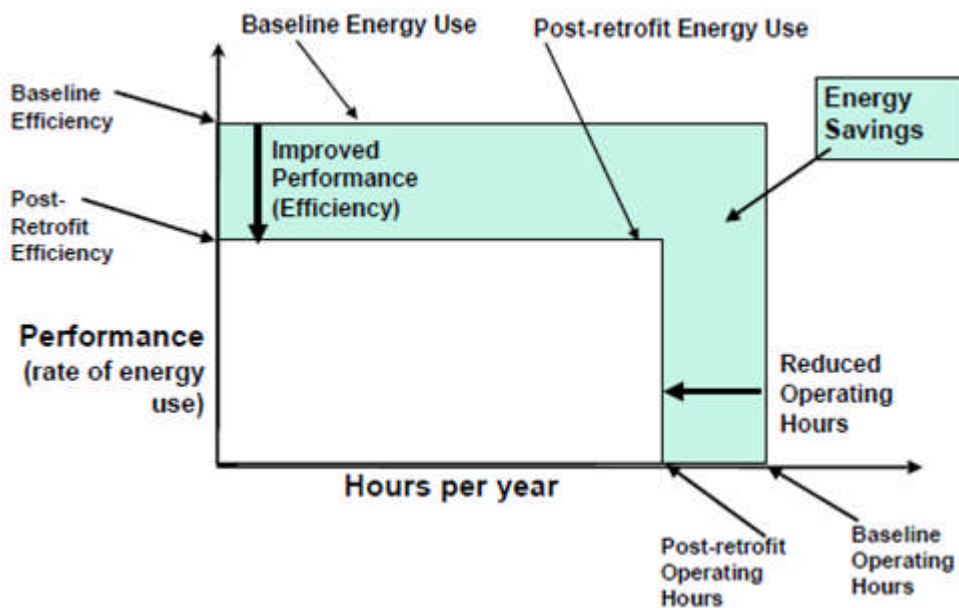 Baseline Energy Use
Post-retrofit Energy Use
Baseline
Efficiency
Energy
Savings
Improved
Performance
(Efficiency)
Post-
Retrofit
Efficiency
Performance
(rate of energy
use)
Reduced
Operating
Hours
Hours per year
Post-retrofit
Operating
Hours
Baseline
Operating
Hours